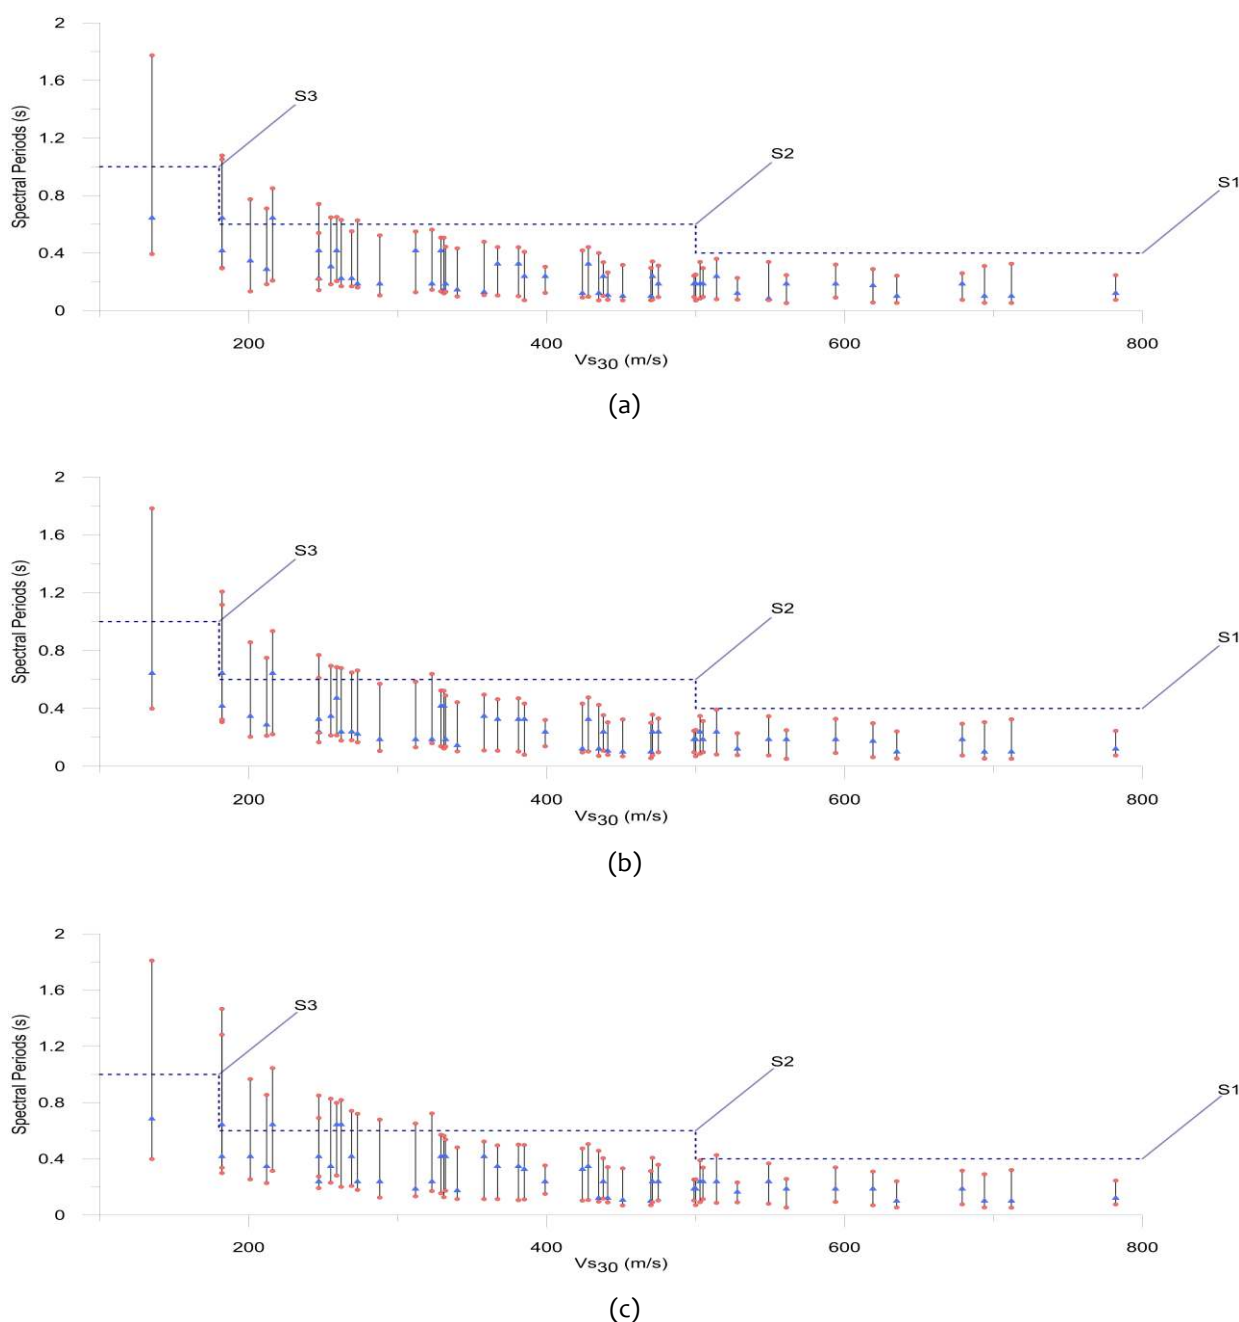 2
1.6
1.2
0.8
0.4
0
Spectral Periods (s)
S3
S2
S1
200 400 600 800
Vs30 (m/s)
(a)
2
1.6
1.2
0.8
0.4
0
Spectral Periods (s)
S3
S2
S1
200 400 600 800
Vs30 (m/s)
(b)
2
1.6
1.2
0.8
0.4
0
Spectral Periods (s)
S3
S2
S1
200 400 600 800
Vs30 (m/s)
(c)